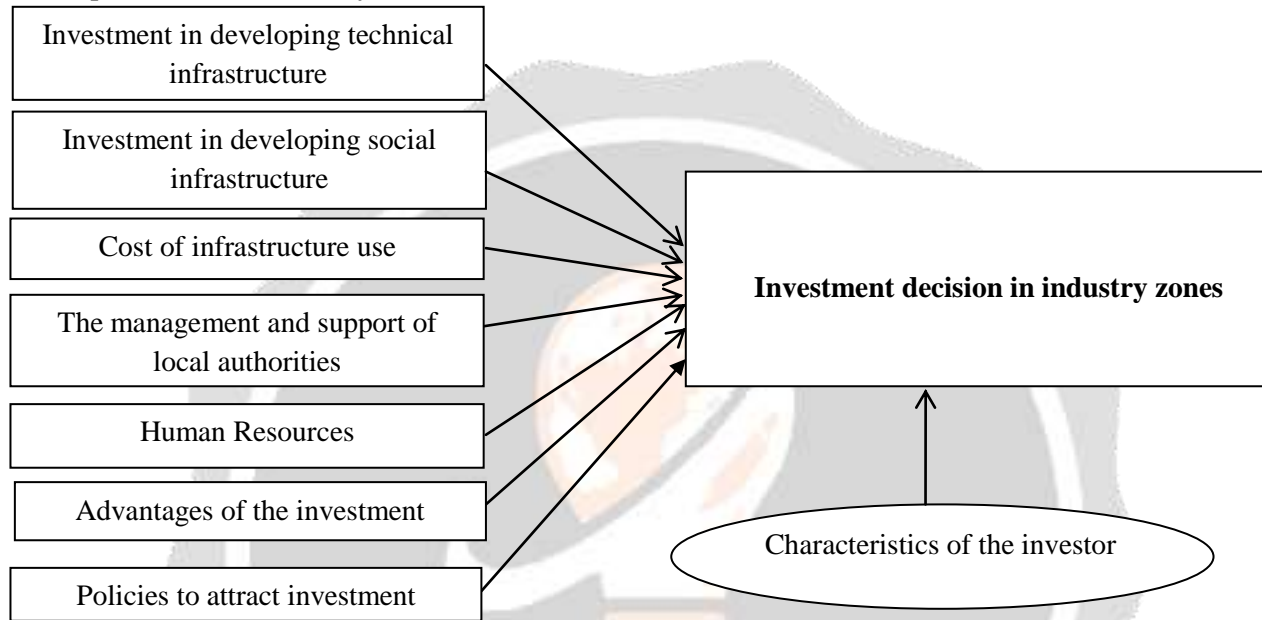 Investment in developing technical
infrastructure
Investment in developing social
infrastructure
Cost of infrastructure use
The management and support of
local authorities
Human Resources
Advantages of the investment
Policies to attract investment
Investment decision in industry zones
Characteristics of the investor